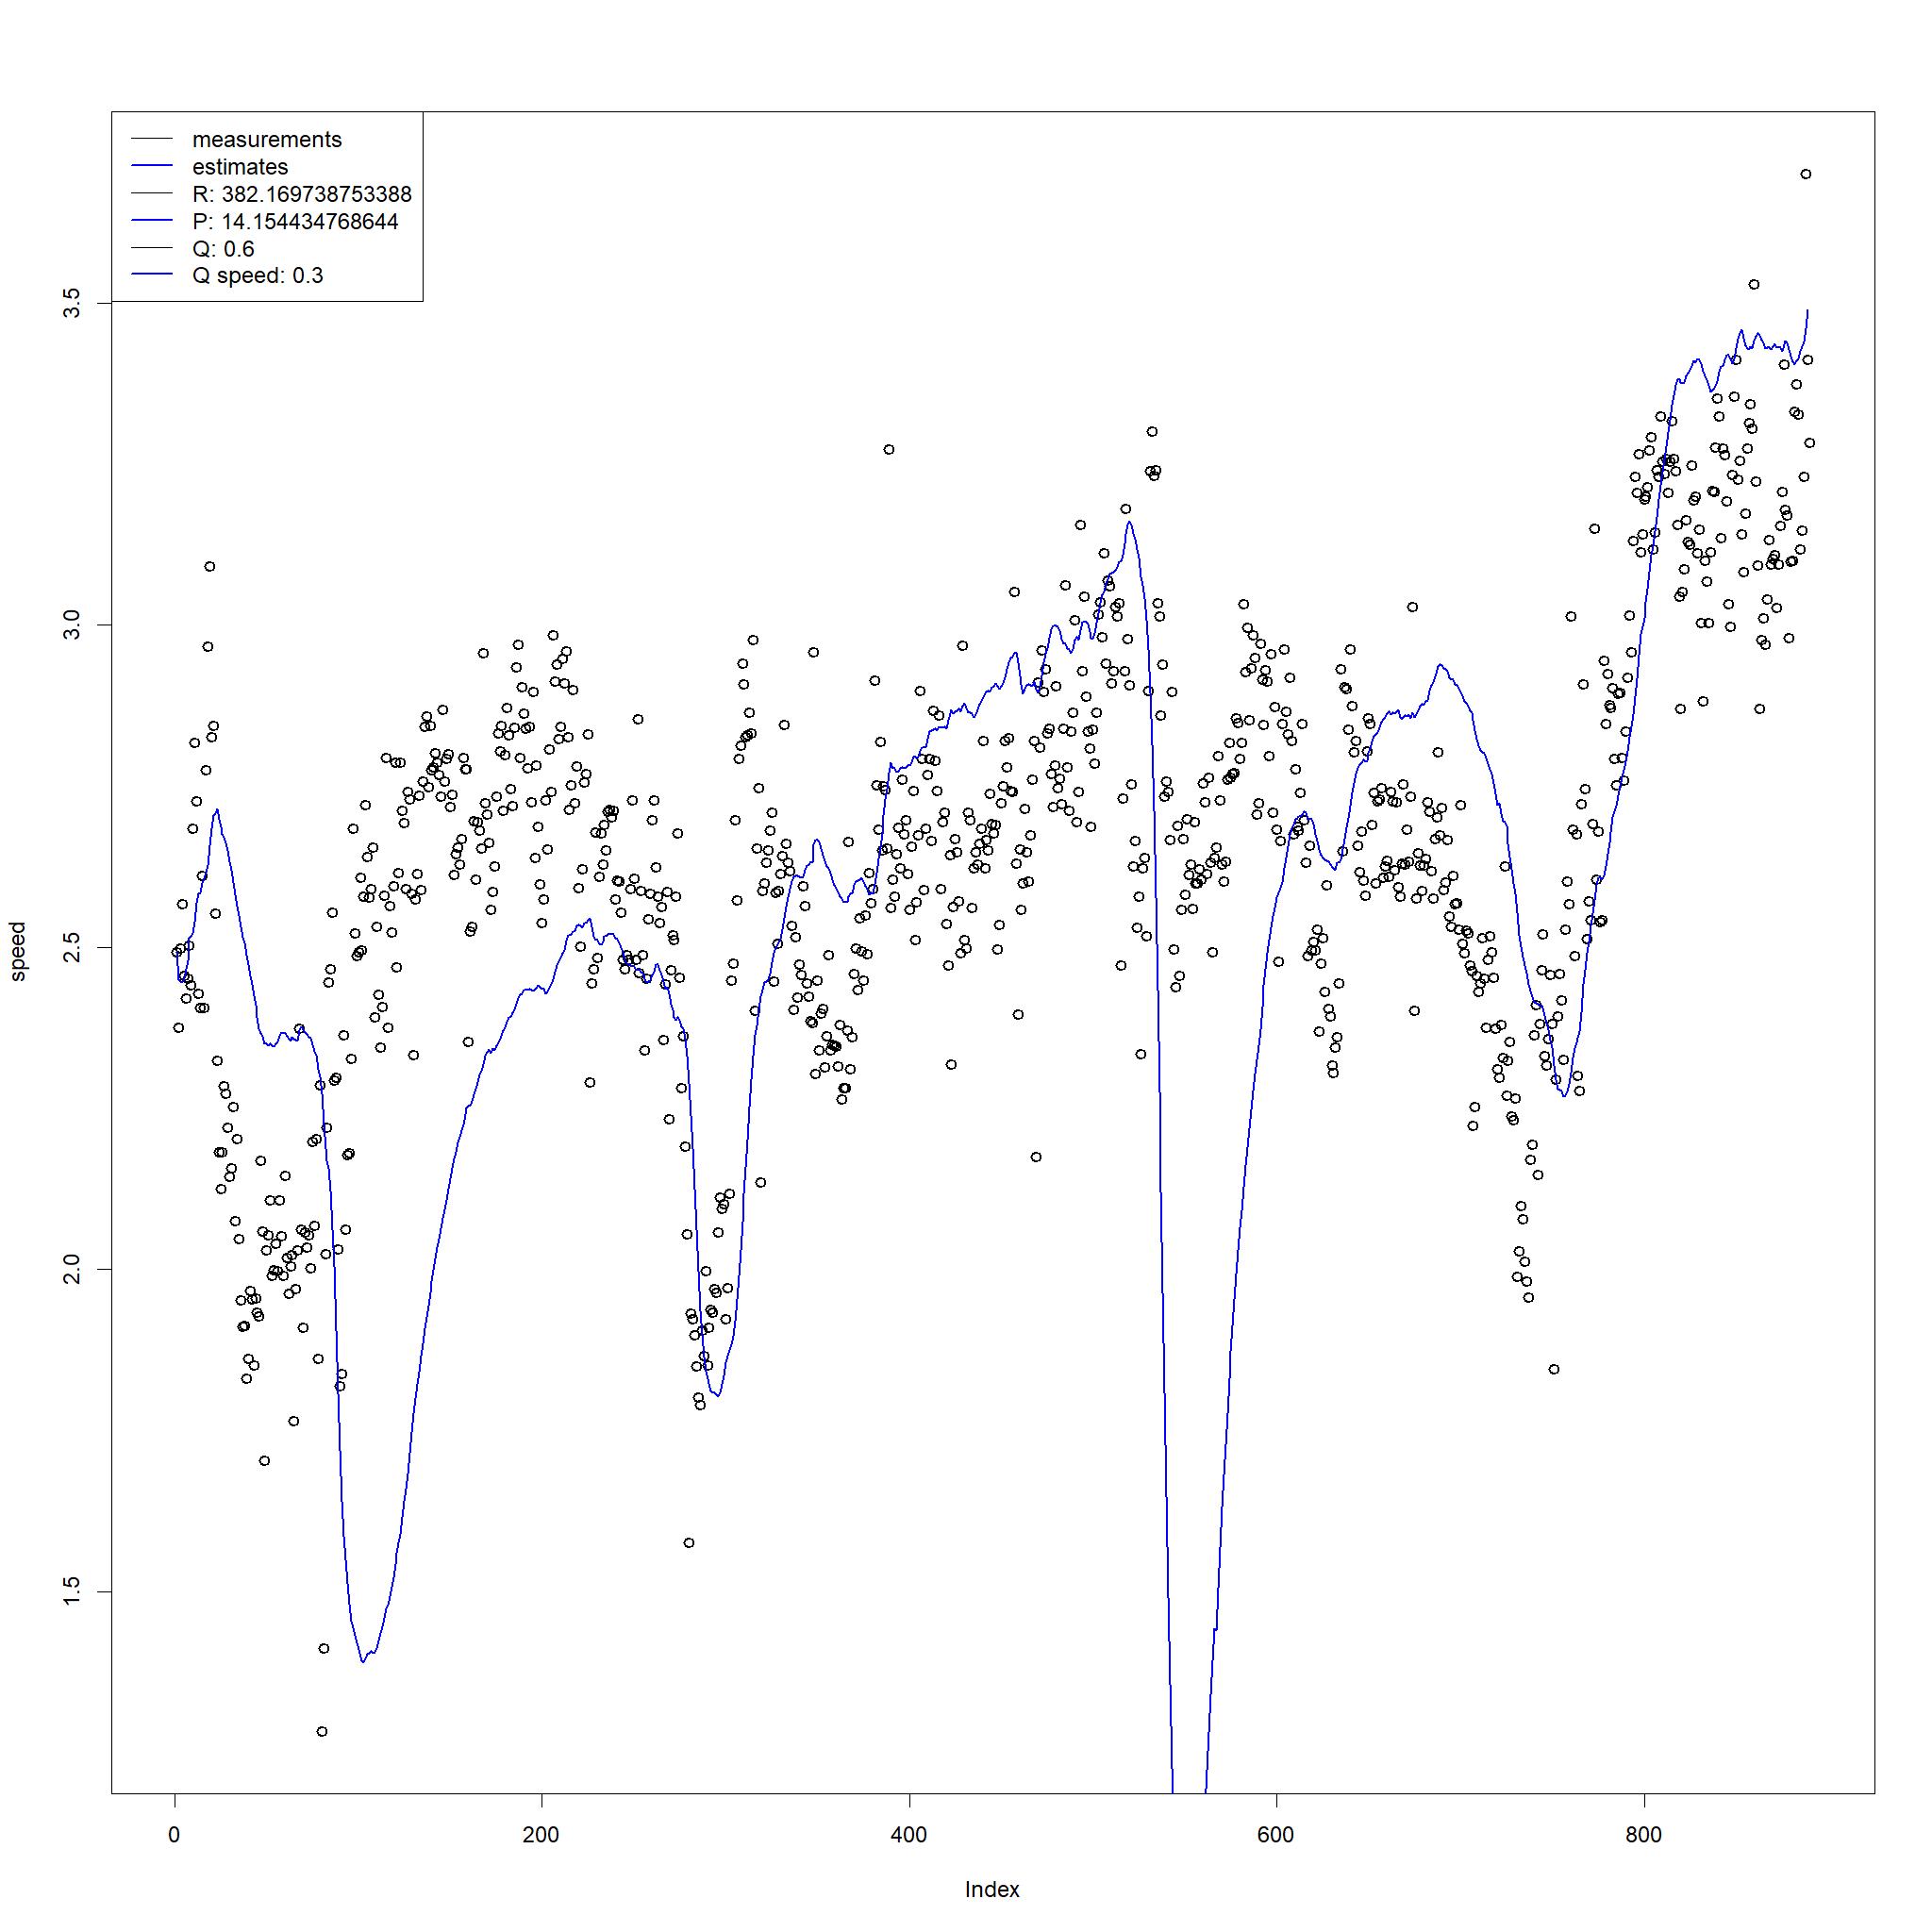 measurements
estimates
R: 382.169738753388
P: 14.154434768644
Q: 0.6
Q speed: 0.3
3.5
3.0
2.5
2.0
1.5
speed
0 200 400 600 800
Index